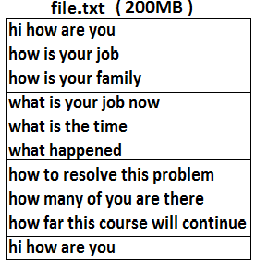 file.txt ( 200MB )
hi how are you
how is your job
how is your family
what is your job now
what is the time
what happened
how to resolve this problem
how many of you are there
how far this course will continue
hi how are you